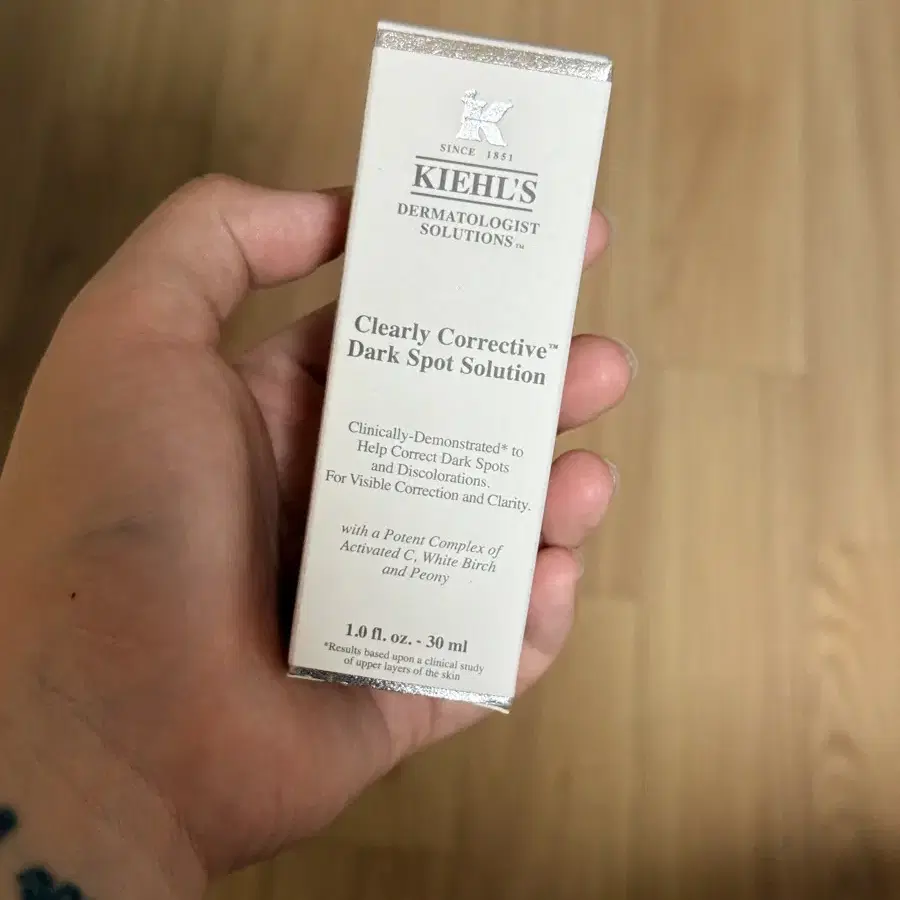 K
SINCE 1851
KIEHL'S
DERMATOLOGIST
SOLUTIONS™
Clearly Corrective™
Dark Spot Solution
Clinically-Demonstrated* to
Help Correct Dark Spots
and Discolorations.
For Visible Correction and Clarity.
with a Potent Complex of
Activated C, White Birch
and Peony
1.0 fl. oz. - 30 ml
*Results based upon a clinical study
of upper layers of the skin